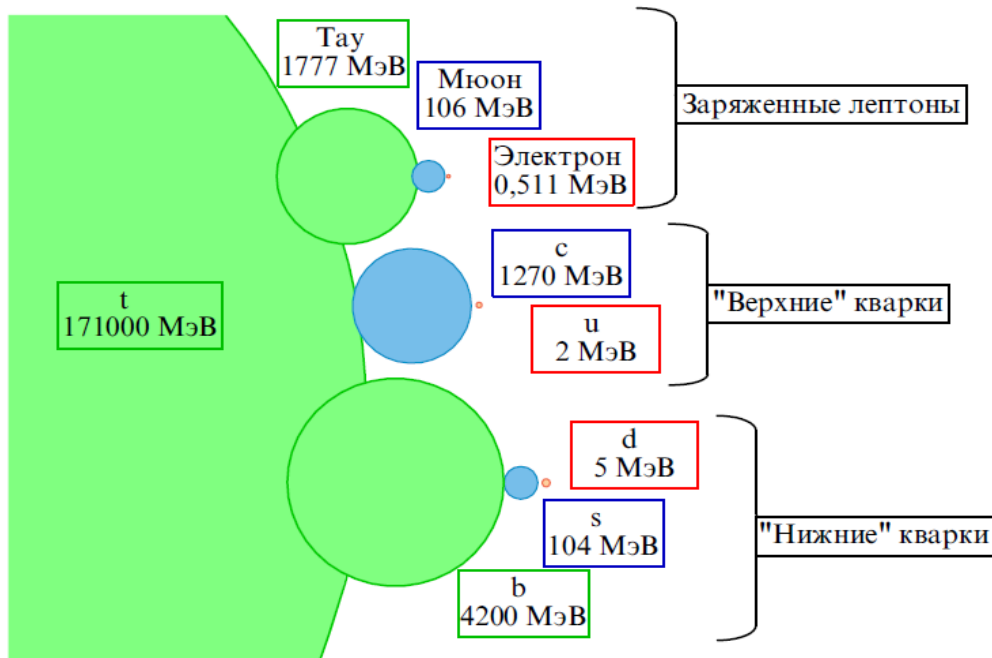 Тау
1777 МэВ
Мюон
106 МэВ
Электрон
0,511 МэВ
Заряженные лептоны
t
171000 МэВ
c
1270 МэВ
u
2 МэВ
"Верхние" кварки
d
5 МэВ
s
104 МэВ
b
4200 МэВ
"Нижние" кварки